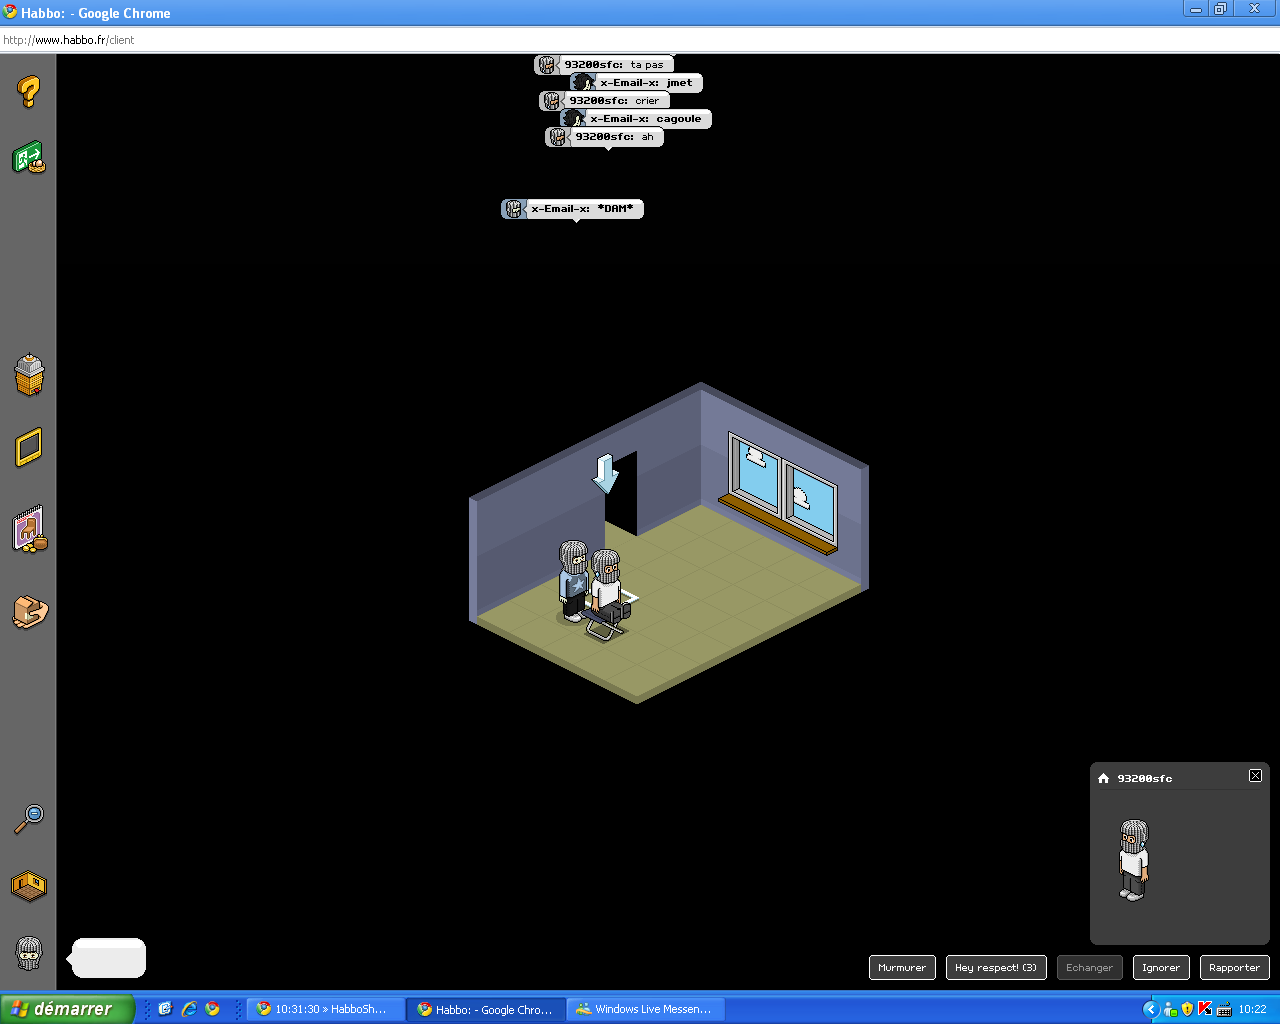 Habbo: - Google Chrome
http://www.habbo.fr/client
93200sfc: ta pas
x-Email-x: jmet
93200sfc: crier
x-Email-x: cagoule
93200sfc: ah
x-Email-x: *DAM*
93200sfc
Murmurer
Hey respect! (3)
Echanger
Ignorer
Rapporter
démarrer
10:31:30 » HabboSh...
Habbo: - Google Chro...
Windows Live Messen...
10:22